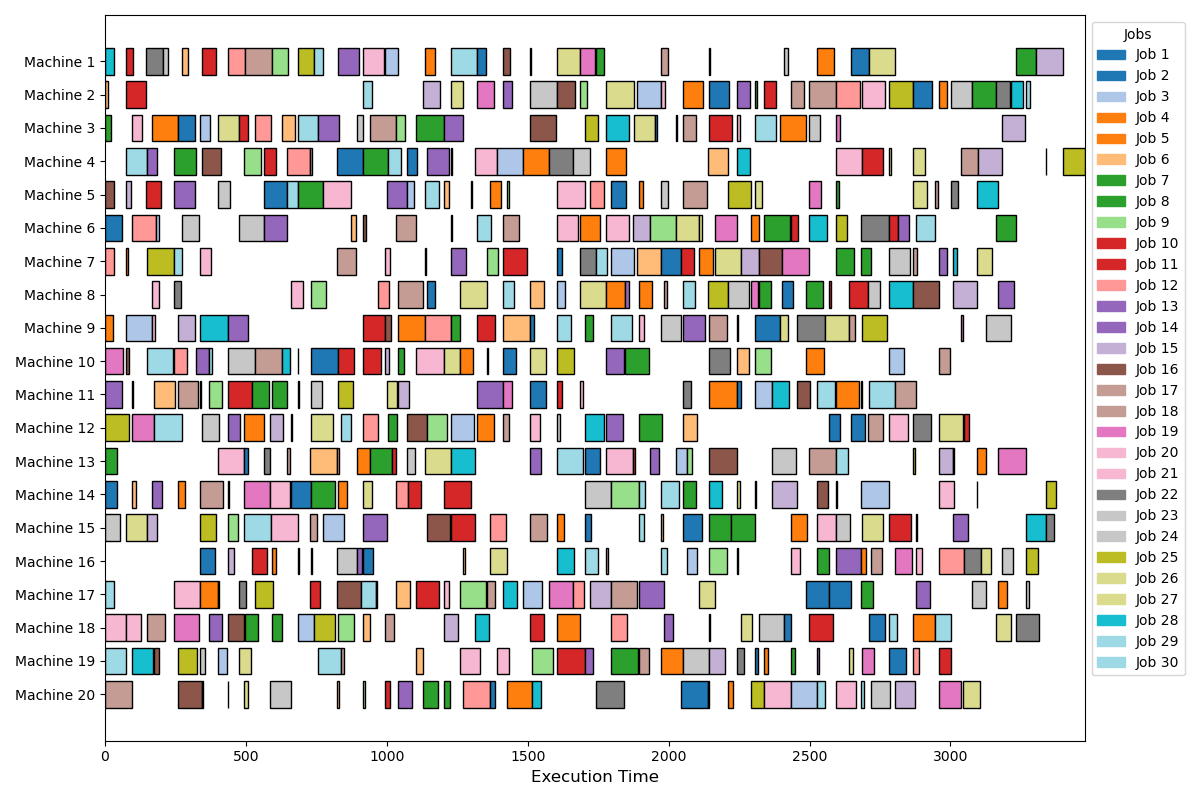 Machine 1
Machine 2
Machine 3
Machine 4
Machine 5
Machine 6
Machine 7
Machine 8
Machine 9
Machine 10
Machine 11
Machine 12
Machine 13
Machine 14
Machine 15
Machine 16
Machine 17
Machine 18
Machine 19
Machine 20
0 500 1000 1500 2000 2500 3000
Execution Time
Jobs
Job 1
Job 2
Job 3
Job 4
Job 5
Job 6
Job 7
Job 8
Job 9
Job 10
Job 11
Job 12
Job 13
Job 14
Job 15
Job 16
Job 17
Job 18
Job 19
Job 20
Job 21
Job 22
Job 23
Job 24
Job 25
Job 26
Job 27
Job 28
Job 29
Job 30